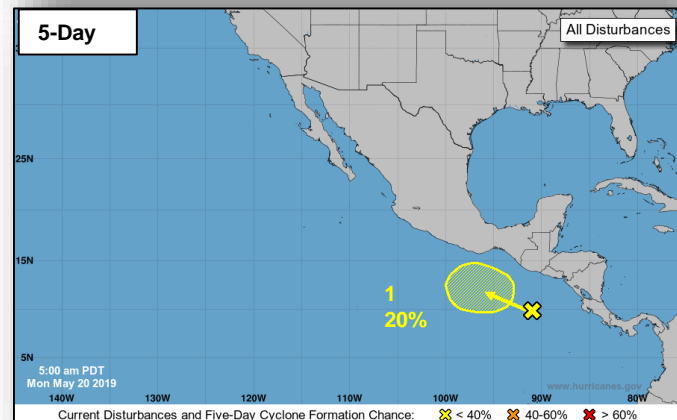 5-Day
All Disturbances
25N
15N
1
20%
5N
5:00 am PDT
Mon May 20 2019
www.hurricanes.gov
140W 130W 120W 110W 100W 90W 80W
Current Disturbances and Five-Day Cyclone Formation Chance: < 40% 40-60% > 60%